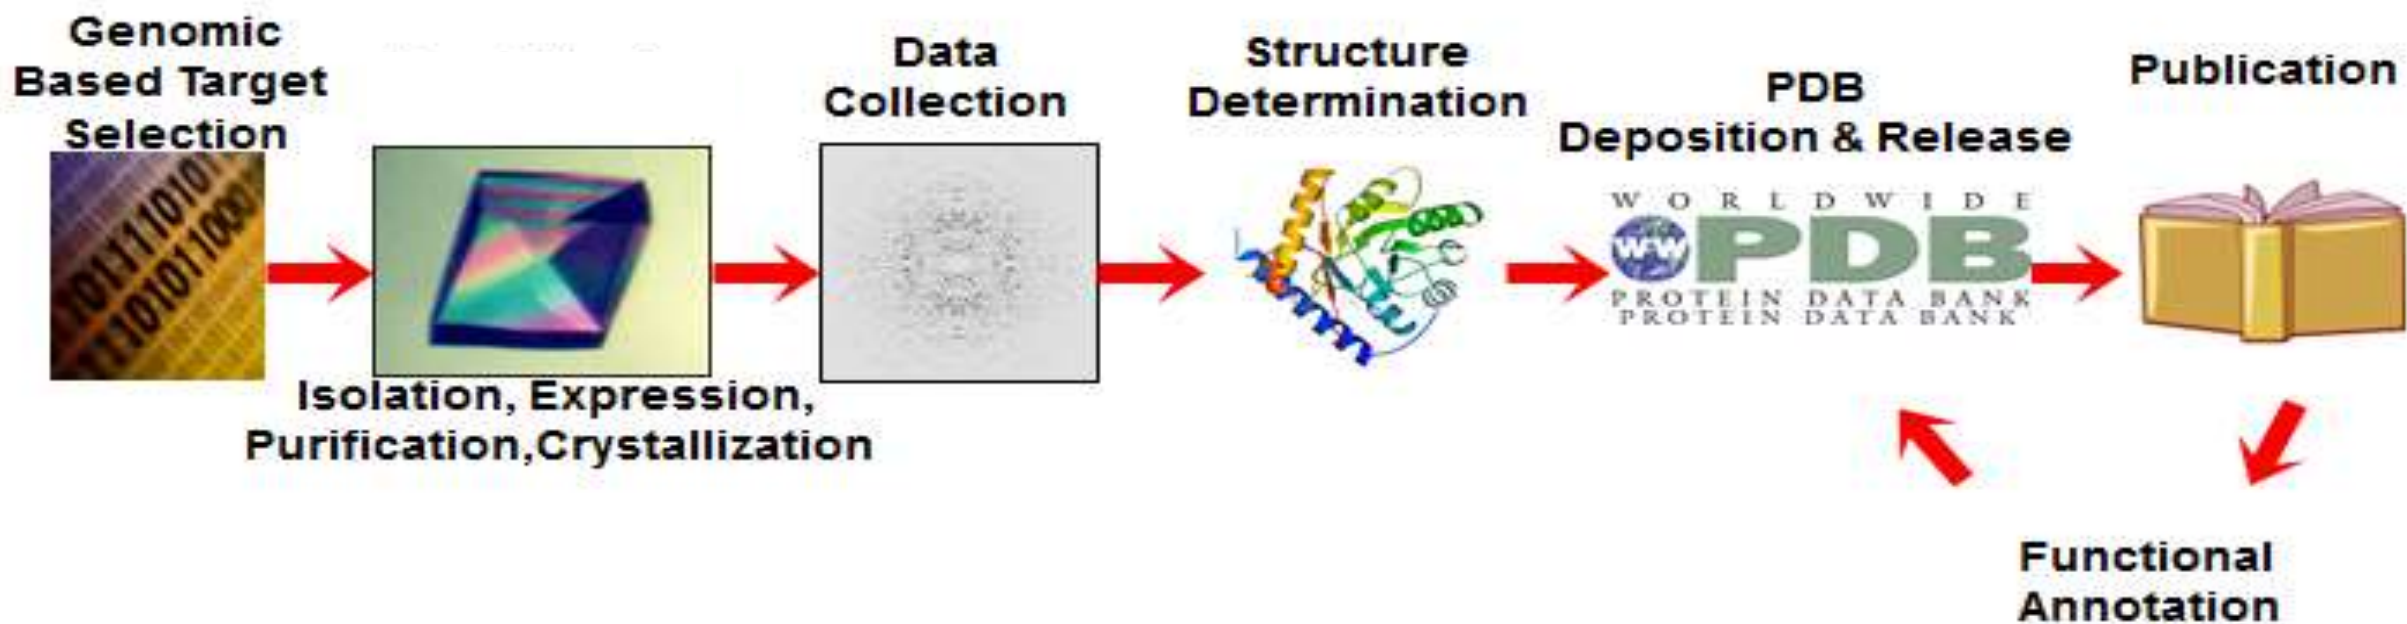 Genomic
Based Target
Selection
Isolation, Expression,
Purification,Crystallization
Data
Collection
Structure
Determination
PDB
Deposition & Release
WORLDWIDE
WW
PDB
PROTEIN DATA BANK
PROTEIN DATA BANK
Publication
Functional
Annotation